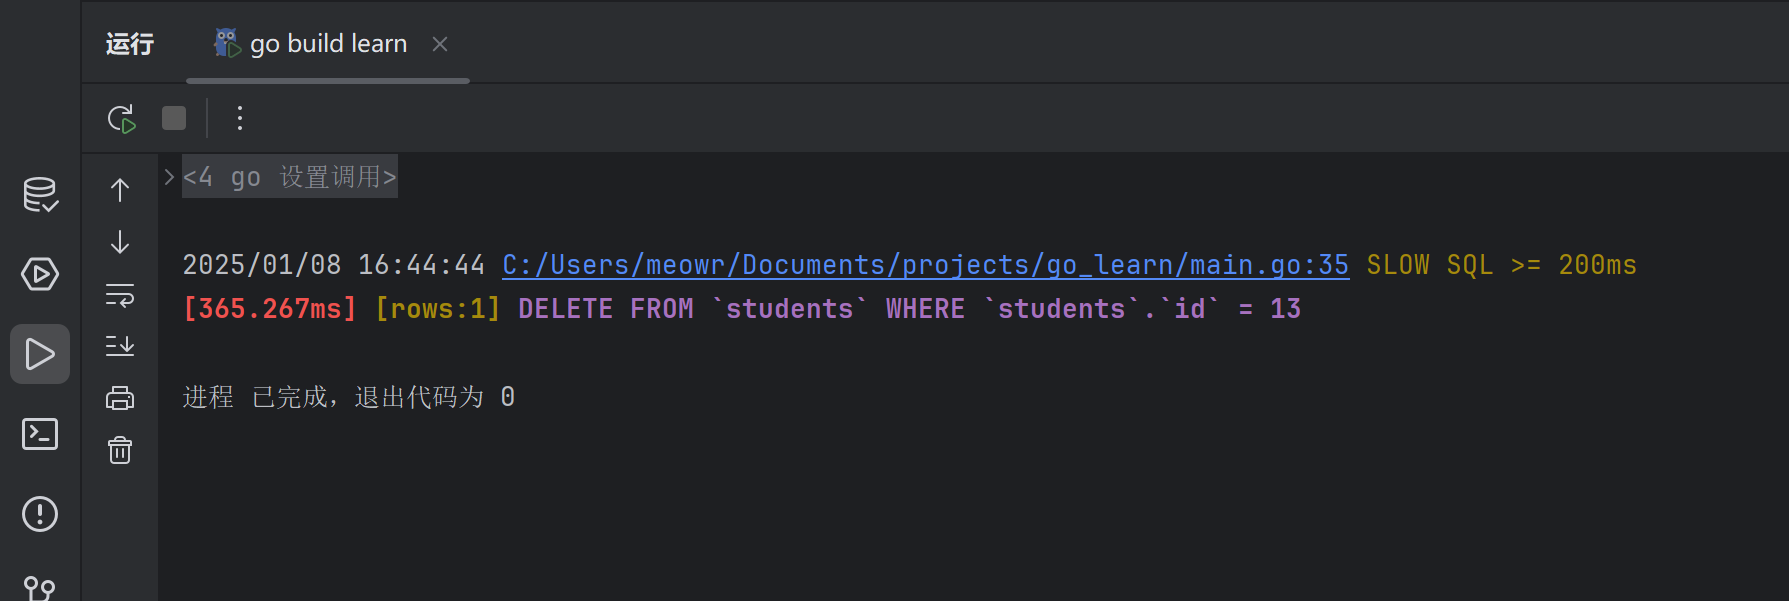 运行 go build learn
<4 go 设置调用>
2025/01/08 16:44:44 C:/Users/meowr/Documents/projects/go_learn/main.go:35 SLOW SQL >= 200ms
[365.267ms] [rows:1] DELETE FROM `students` WHERE `students`.`id` = 13
进程 已完成，退出代码为 0